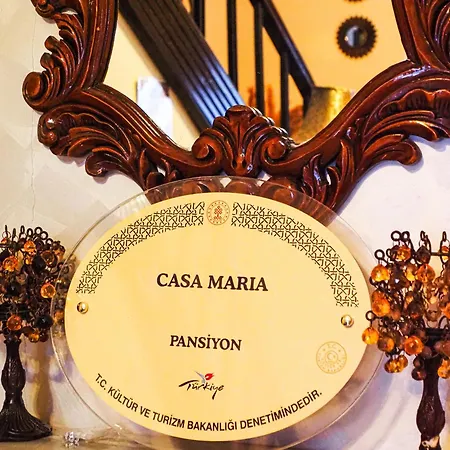 CASA MARIA
PANSİYON
Türkiye
T.C. KÜLTÜR VE TURİZM BAKANLIĞI DENETİMİNDEDİR.